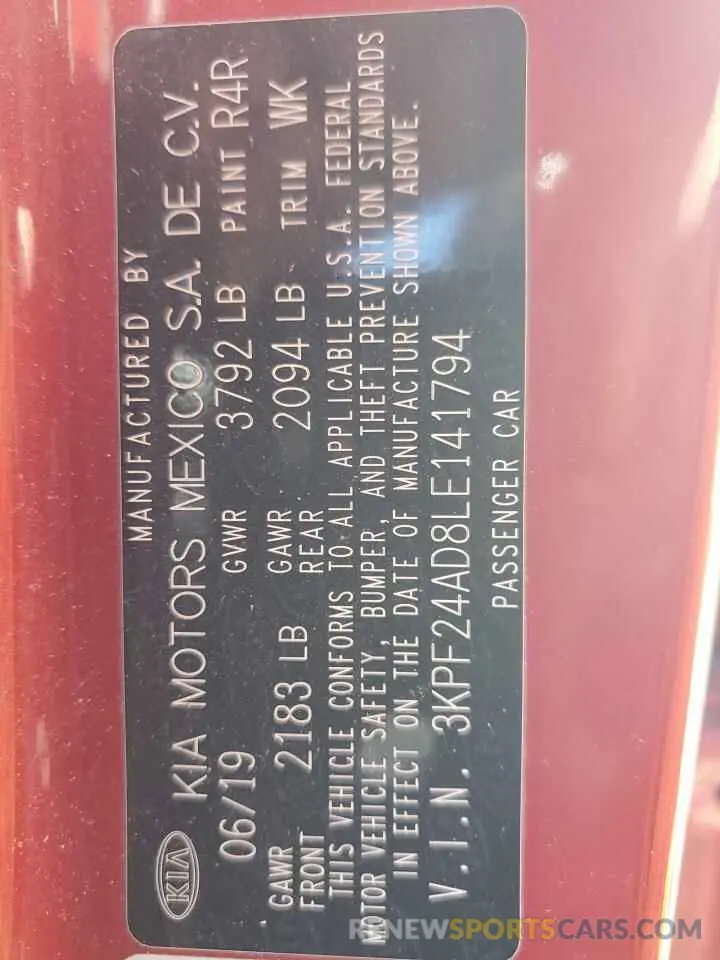 MANUFACTURED BY
KIA KIA MOTORS MEXICO S.A. DE C.V.
06/19 GVWR 3792 LB PAINT R4R
GAWR FRONT 2183 LB GAWR REAR 2094 LB TRIM WK
THIS VEHICLE CONFORMS TO ALL APPLICABLE U.S.A. FEDERAL
MOTOR VEHICLE SAFETY, BUMPER, AND THEFT PREVENTION STANDARDS
IN EFFECT ON THE DATE OF MANUFACTURE SHOWN ABOVE.
V.I.N. 3KPF24AD8LE141794
PASSENGER CAR
RENEWSPORTSCARS.COM